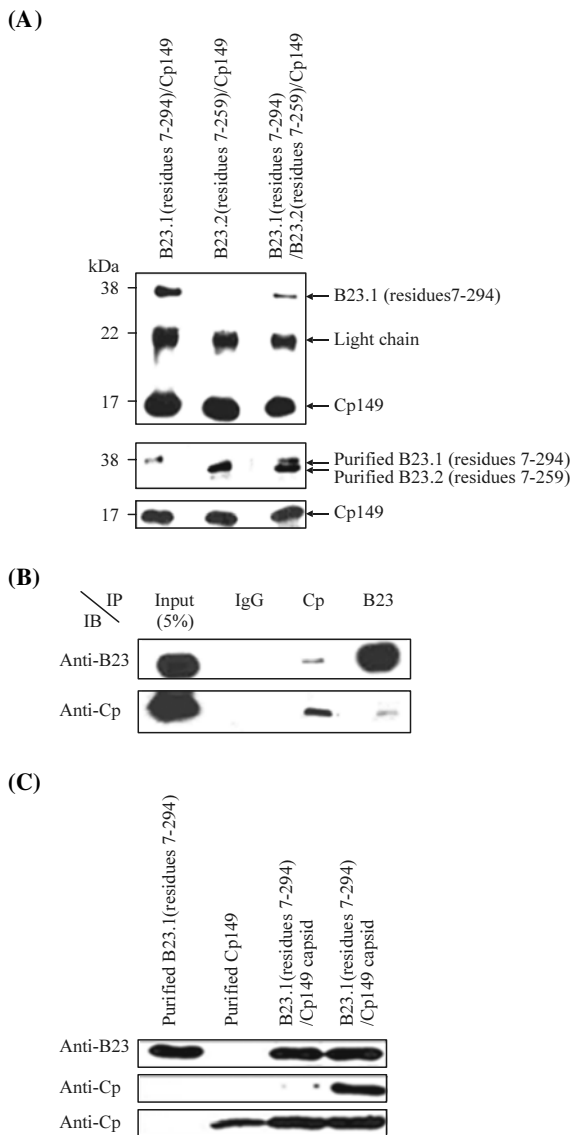 (A)
B23.1(residues 7-294)/Cp149
B23.2(residues 7-259)/Cp149
B23.1(residues 7-294)
/B23.2(residues 7-259)/Cp149
kDa
38
B23.1 (residues7-294)
22
Light chain
17
Cp149
38
Purified B23.1 (residues 7-294)
Purified B23.2 (residues 7-259)
17
Cp149
(B)
IP
IB
Input
(5%)
IgG
Cp
B23
Anti-B23
Anti-Cp
(C)
Purified B23.1(residues 7-294)
Purified Cp149
B23.1(residues 7-294)
/Cp149 capsid
B23.1(residues 7-294)
/Cp149 capsid
Anti-B23
Anti-Cp
Anti-Cp